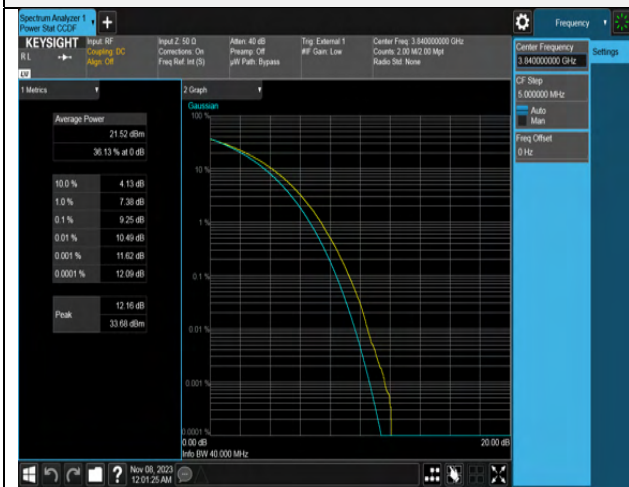 Spectrum Analyzer 1
Power Stat CCDF
Frequency
KEYSIGHT
RL
Input: RF
Coupling: DC
Align: Off
Input Z: 50 Ω
Corrections: On
Freq Ref: Int (S)
Atten: 40 dB
Preamp: Off
µW Path: Bypass
Trig: External 1
#IF Gain: Low
Center Freq: 3.840000000 GHz
Counts: 2.00 M/2.00 Mpt
Radio Std: None
1 Metrics
Average Power
21.52 dBm
36.13 % at 0 dB
10.0 % 4.13 dB
1.0 % 7.38 dB
0.1 % 9.25 dB
0.01 % 10.49 dB
0.001 % 11.62 dB
0.0001 % 12.09 dB
Peak
12.16 dB
33.68 dBm
2 Graph
Gaussian
100 %
10 %
1 %
0.1 %
0.01 %
0.001 %
0.0001 %
0.00 dB
20.00 dB
Info BW 40.000 MHz
Center Frequency
3.840000000 GHz
Settings
CF Step
5.000000 MHz
Auto
Man
Freq Offset
0 Hz
?
Nov 08, 2023
12:01:25 AM